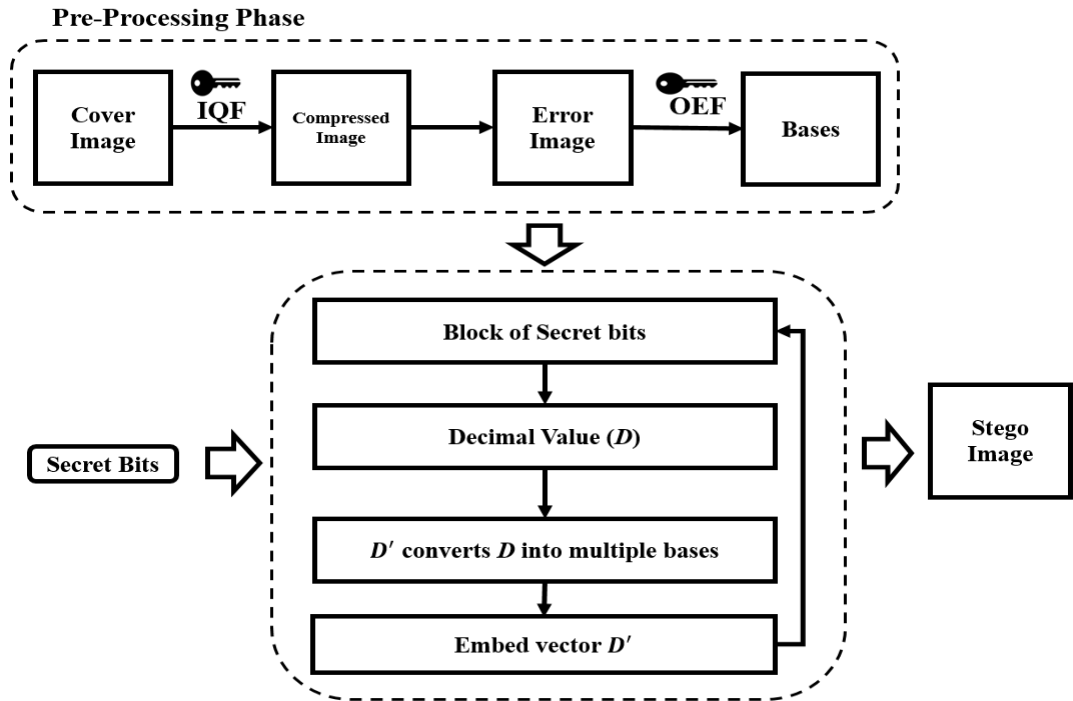 Pre-Processing Phase
Cover
Image
IQF
Compressed
Image
Error
Image
OEF
Bases
Block of Secret bits
Decimal Value (D)
D′ converts D into multiple bases
Embed vector D′
Secret Bits
Stego
Image